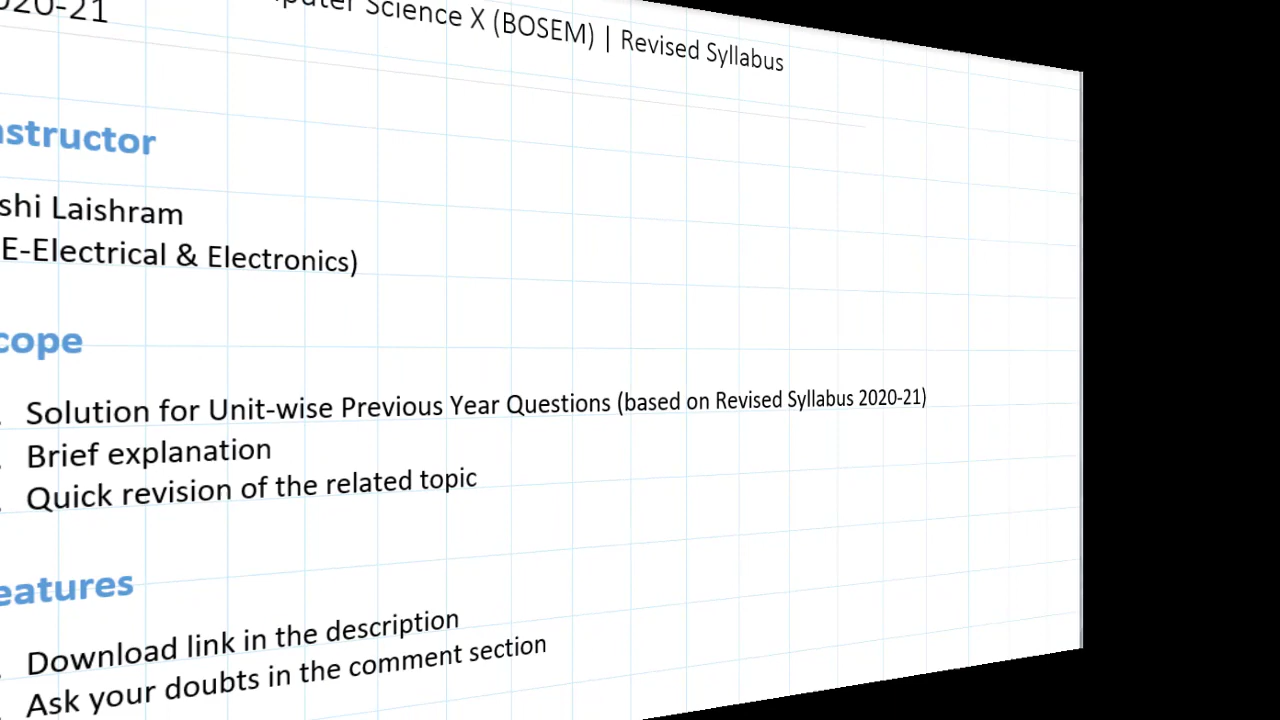 020-21
puter Science X (BOSEM) | Revised Syllabus
nstructor
shi Laishram
E-Electrical & Electronics)
cope
Solution for Unit-wise Previous Year Questions (based on Revised Syllabus 2020-21)
Brief explanation
Quick revision of the related topic
eatures
Download link in the description
Ask your doubts in the comment section